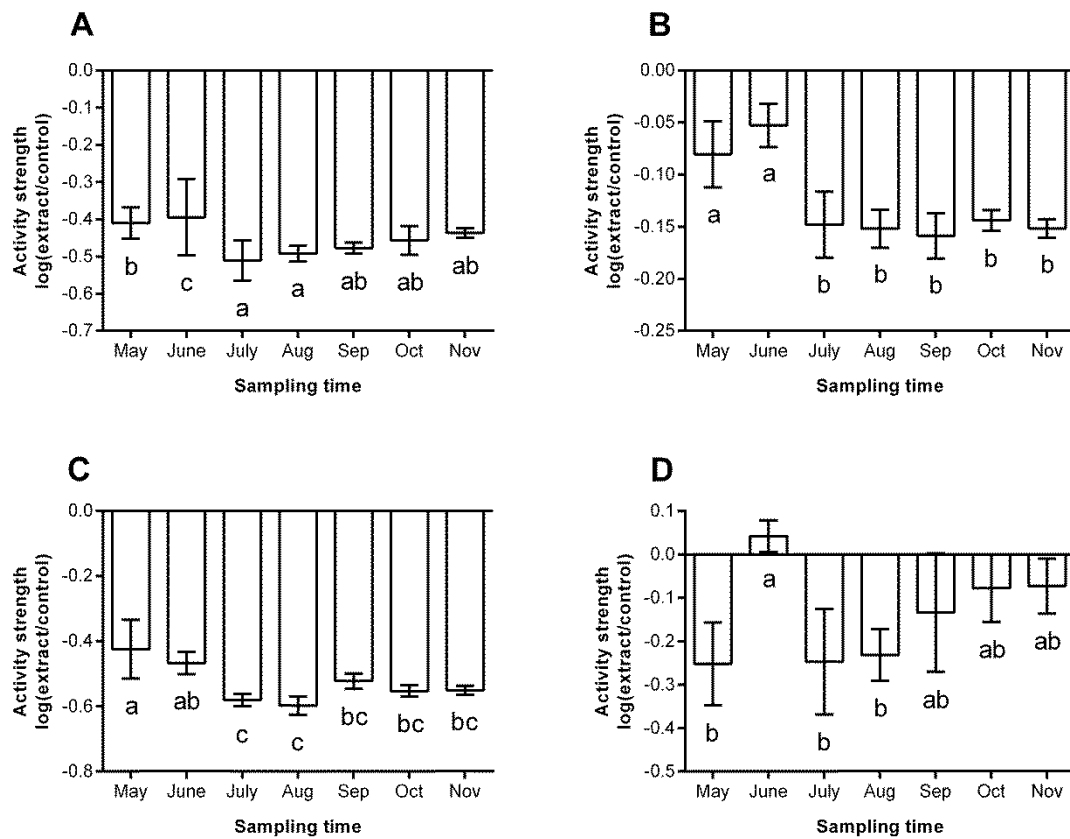 A
Activity strength
log(extract/control)
0.0
-0.1
-0.2
-0.3
-0.4
-0.5
-0.6
-0.7
b
c
a
a
ab
ab
ab
May June July Aug Sep Oct Nov
Sampling time
B
Activity strength
log(extract/control)
0.00
-0.05
-0.10
-0.15
-0.20
-0.25
a
a
b
b
b
b
b
May June July Aug Sep Oct Nov
Sampling time
C
Activity strength
log(extract/control)
0.0
-0.2
-0.4
-0.6
-0.8
a
ab
c
c
bc
bc
bc
May June July Aug Sep Oct Nov
Sampling time
D
Activity strength
log(extract/control)
0.1
0.0
-0.1
-0.2
-0.3
-0.4
-0.5
b
a
b
b
ab
ab
ab
May June July Aug Sep Oct Nov
Sampling time